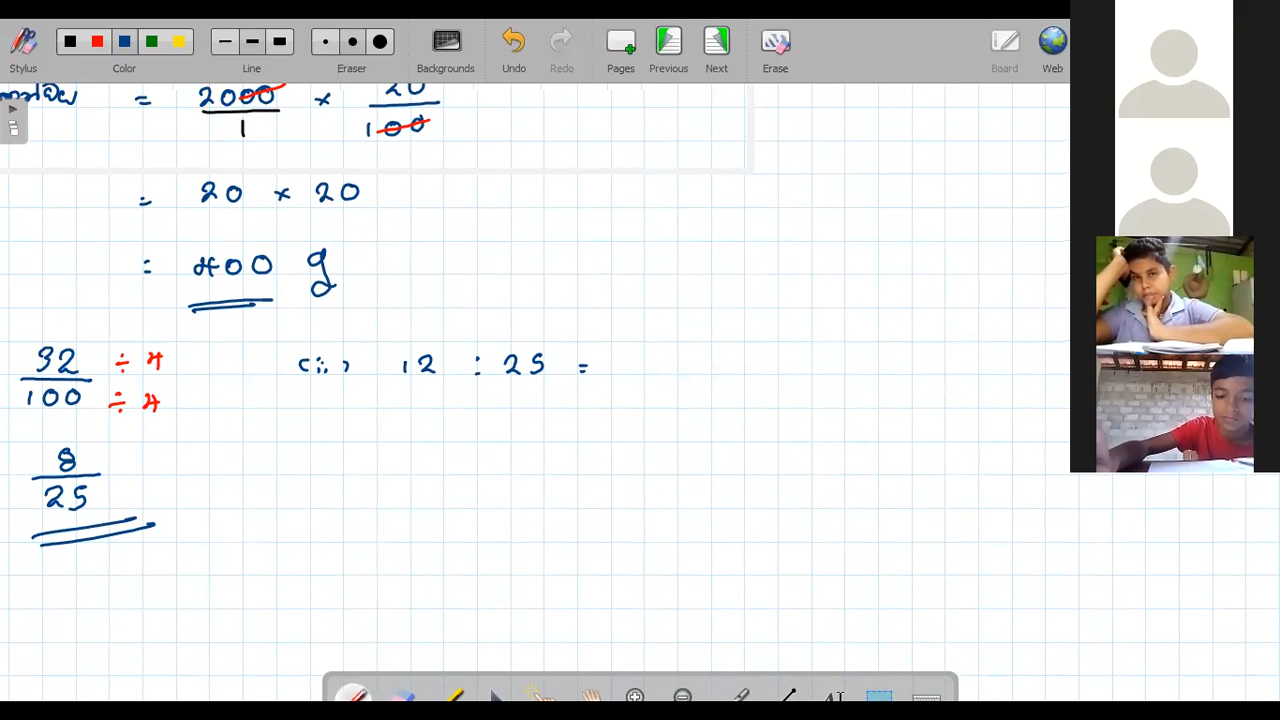 Stylus Color Line Eraser Backgrounds Undo Redo Pages Previous Next Erase Board Web
= 2000/1 × 20/100
= 20 × 20
= 400 g
32/100 ÷ 4 ÷ 4
(ii) 12 : 25 =
8/25